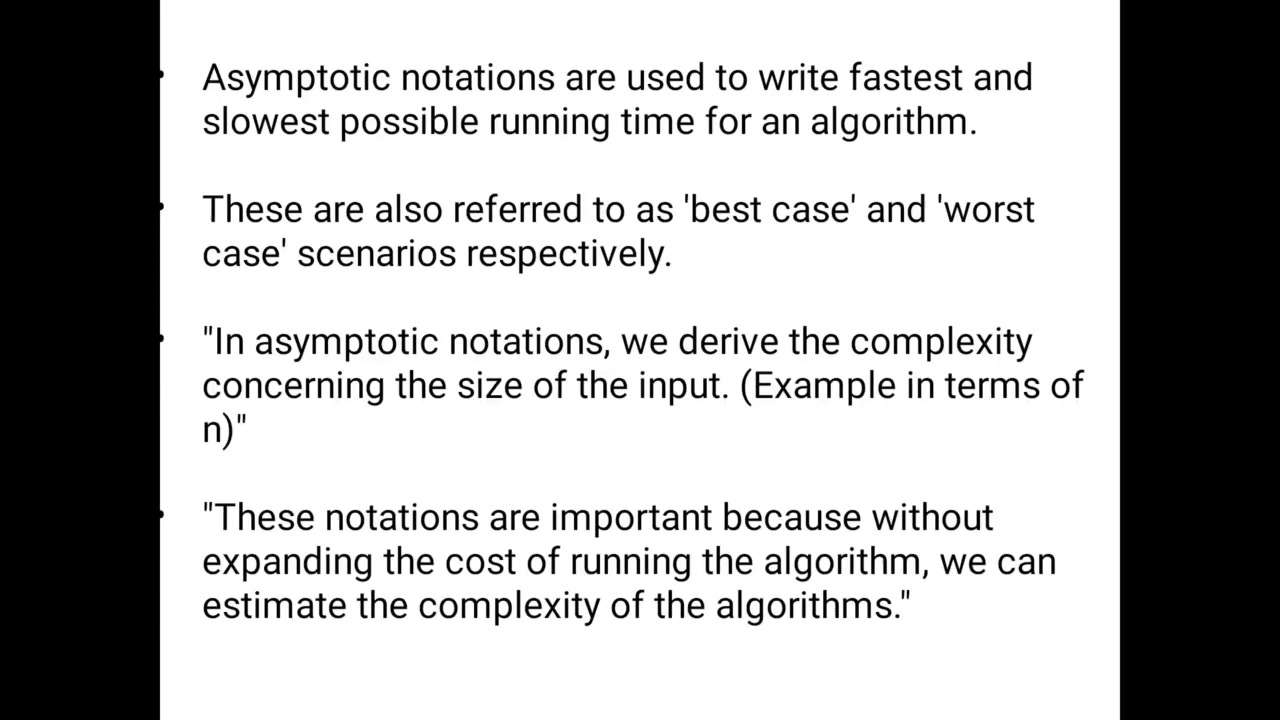 • Asymptotic notations are used to write fastest and
slowest possible running time for an algorithm.
• These are also referred to as 'best case' and 'worst
case' scenarios respectively.
• "In asymptotic notations, we derive the complexity
concerning the size of the input. (Example in terms of
n)"
• "These notations are important because without
expanding the cost of running the algorithm, we can
estimate the complexity of the algorithms."